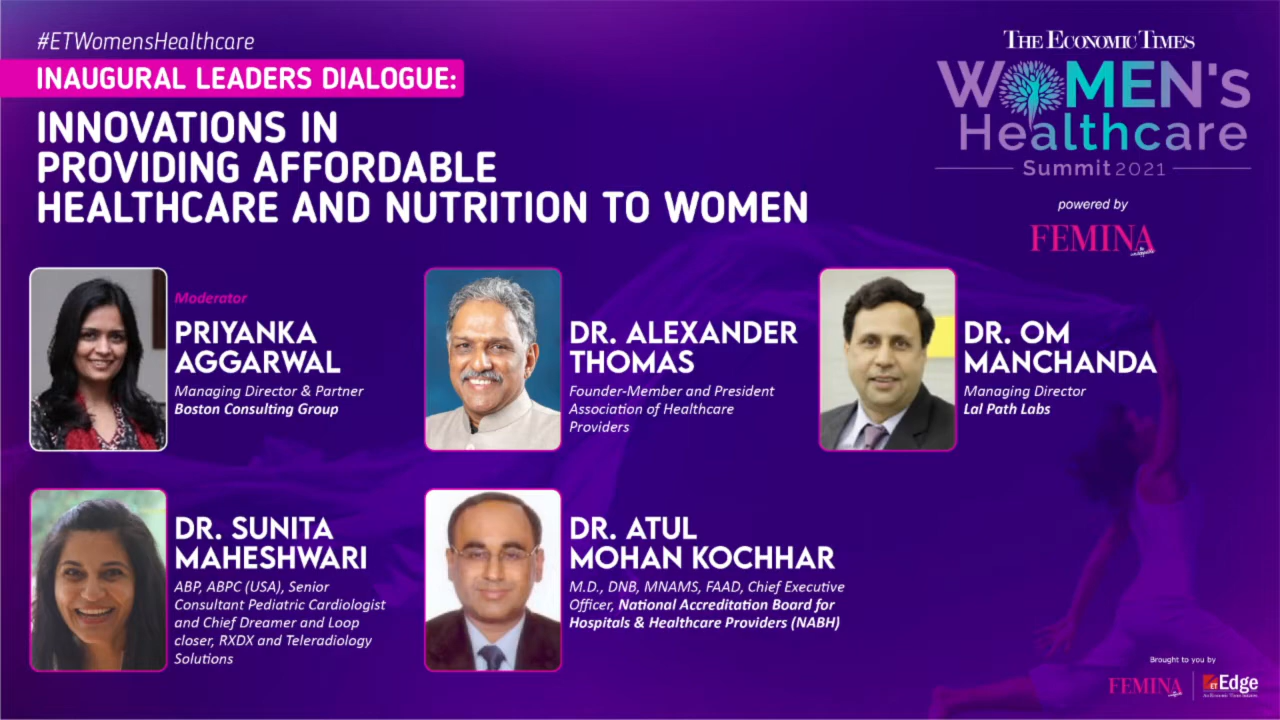 #ETWomensHealthcare
INAUGURAL LEADERS DIALOGUE:
INNOVATIONS IN
PROVIDING AFFORDABLE
HEALTHCARE AND NUTRITION TO WOMEN
THE ECONOMIC TIMES
WOMEN's
Healthcare
Summit 2021
powered by
FEMINA
Moderator
PRIYANKA
AGGARWAL
Managing Director & Partner
Boston Consulting Group
DR. ALEXANDER
THOMAS
Founder-Member and President
Association of Healthcare
Providers
DR. OM
MANCHANDA
Managing Director
Lal Path Labs
DR. SUNITA
MAHESHWARI
ABP, ABPC (USA), Senior
Consultant Pediatric Cardiologist
and Chief Dreamer and Loop
closer, RXDX and Teleradiology
Solutions
DR. ATUL
MOHAN KOCHHAR
M.D., DNB, MNAMS, FAAD, Chief Executive
Officer, National Accreditation Board for
Hospitals & Healthcare Providers (NABH)
Brought to you by
FEMINA
ET Edge